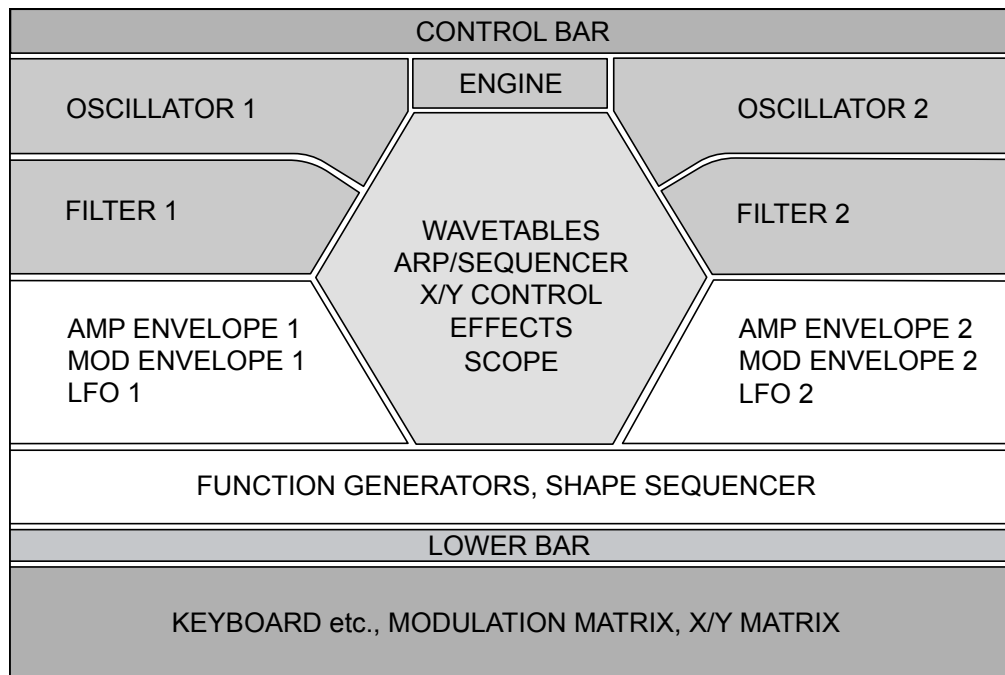 CONTROL BAR
ENGINE
OSCILLATOR 1
OSCILLATOR 2
FILTER 1
FILTER 2
WAVETABLES
ARP/SEQUENCER
X/Y CONTROL
EFFECTS
SCOPE
AMP ENVELOPE 1
MOD ENVELOPE 1
LFO 1
AMP ENVELOPE 2
MOD ENVELOPE 2
LFO 2
FUNCTION GENERATORS, SHAPE SEQUENCER
LOWER BAR
KEYBOARD etc., MODULATION MATRIX, X/Y MATRIX